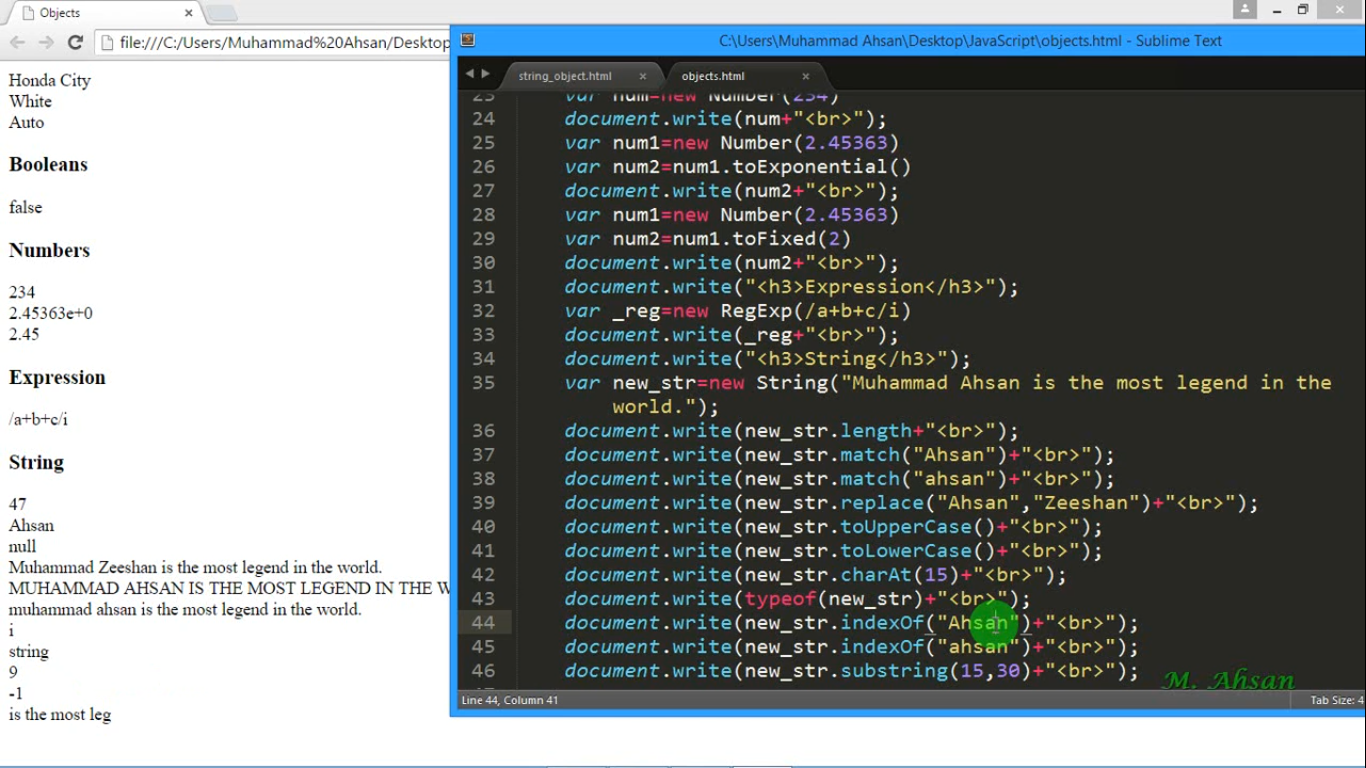 Objects
file:///C:/Users/Muhammad%20Ahsan/Desktop
Honda City
White
Auto
Booleans
false
Numbers
234
2.45363e+0
2.45
Expression
/a+b+c/i
String
47
Ahsan
null
Muhammad Zeeshan is the most legend in the world.
MUHAMMAD AHSAN IS THE MOST LEGEND IN THE W
muhammad ahsan is the most legend in the world.
i
string
9
-1
is the most leg
C:\Users\Muhammad Ahsan\Desktop\JavaScript\objects.html - Sublime Text
string_object.html
objects.html
23 var num=new Number(234)
24 document.write(num+"<br>");
25 var num1=new Number(2.45363)
26 var num2=num1.toExponential()
27 document.write(num2+"<br>");
28 var num1=new Number(2.45363)
29 var num2=num1.toFixed(2)
30 document.write(num2+"<br>");
31 document.write("<h3>Expression</h3>");
32 var _reg=new RegExp(/a+b+c/i)
33 document.write(_reg+"<br>");
34 document.write("<h3>String</h3>");
35 var new_str=new String("Muhammad Ahsan is the most legend in the
world.");
36 document.write(new_str.length+"<br>");
37 document.write(new_str.match("Ahsan")+"<br>");
38 document.write(new_str.match("ahsan")+"<br>");
39 document.write(new_str.replace("Ahsan","Zeeshan")+"<br>");
40 document.write(new_str.toUpperCase()+"<br>");
41 document.write(new_str.toLowerCase()+"<br>");
42 document.write(new_str.charAt(15)+"<br>");
43 document.write(typeof(new_str)+"<br>");
44 document.write(new_str.indexOf("Ahsan")+"<br>");
45 document.write(new_str.indexOf("ahsan")+"<br>");
46 document.write(new_str.substring(15,30)+"<br>");
M. Ahsan
Line 44, Column 41
Tab Size: 4